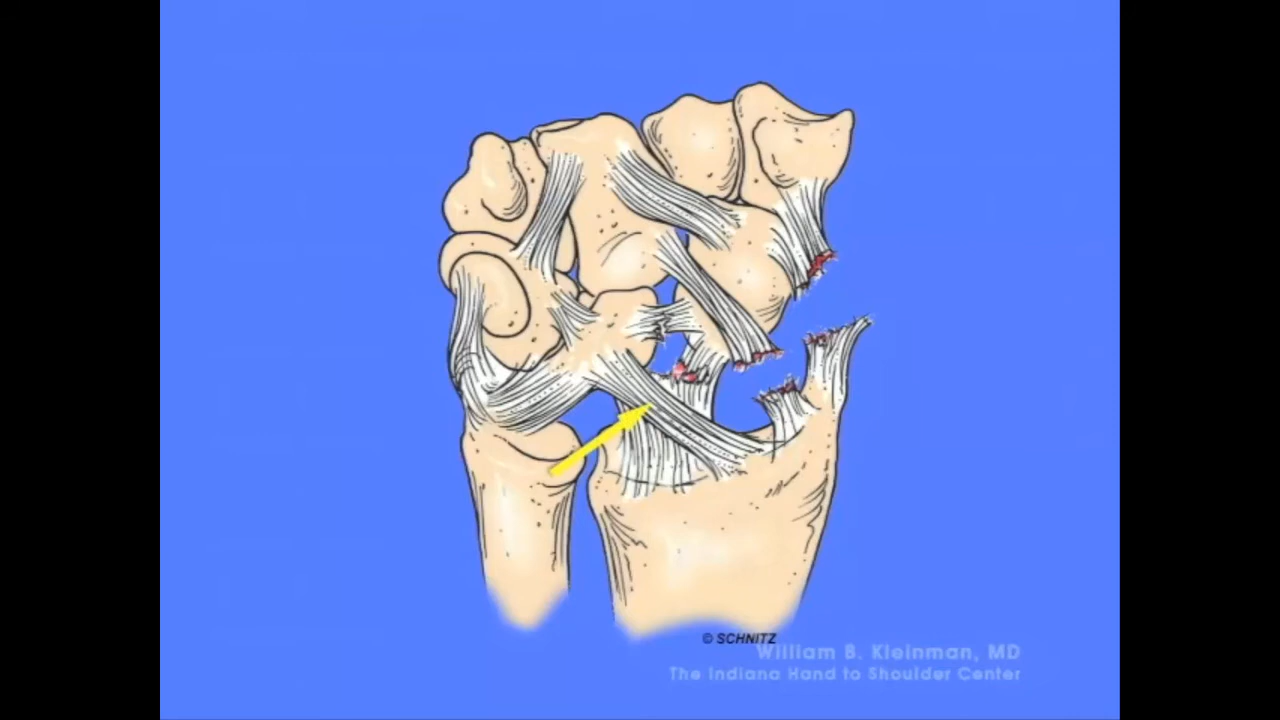 © SCHNITZ
William B. Kleinman, MD
The Indiana Hand to Shoulder Center